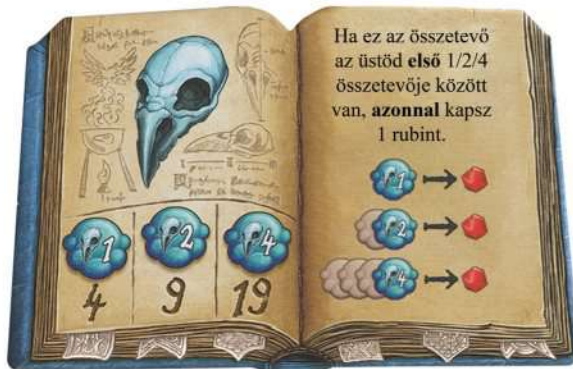 1 2 4
4 9 19
Ha ez az összetevő
az üstöd első 1/2/4
összetevője között
van, azonnal kapsz
1 rubint.
1
2
4